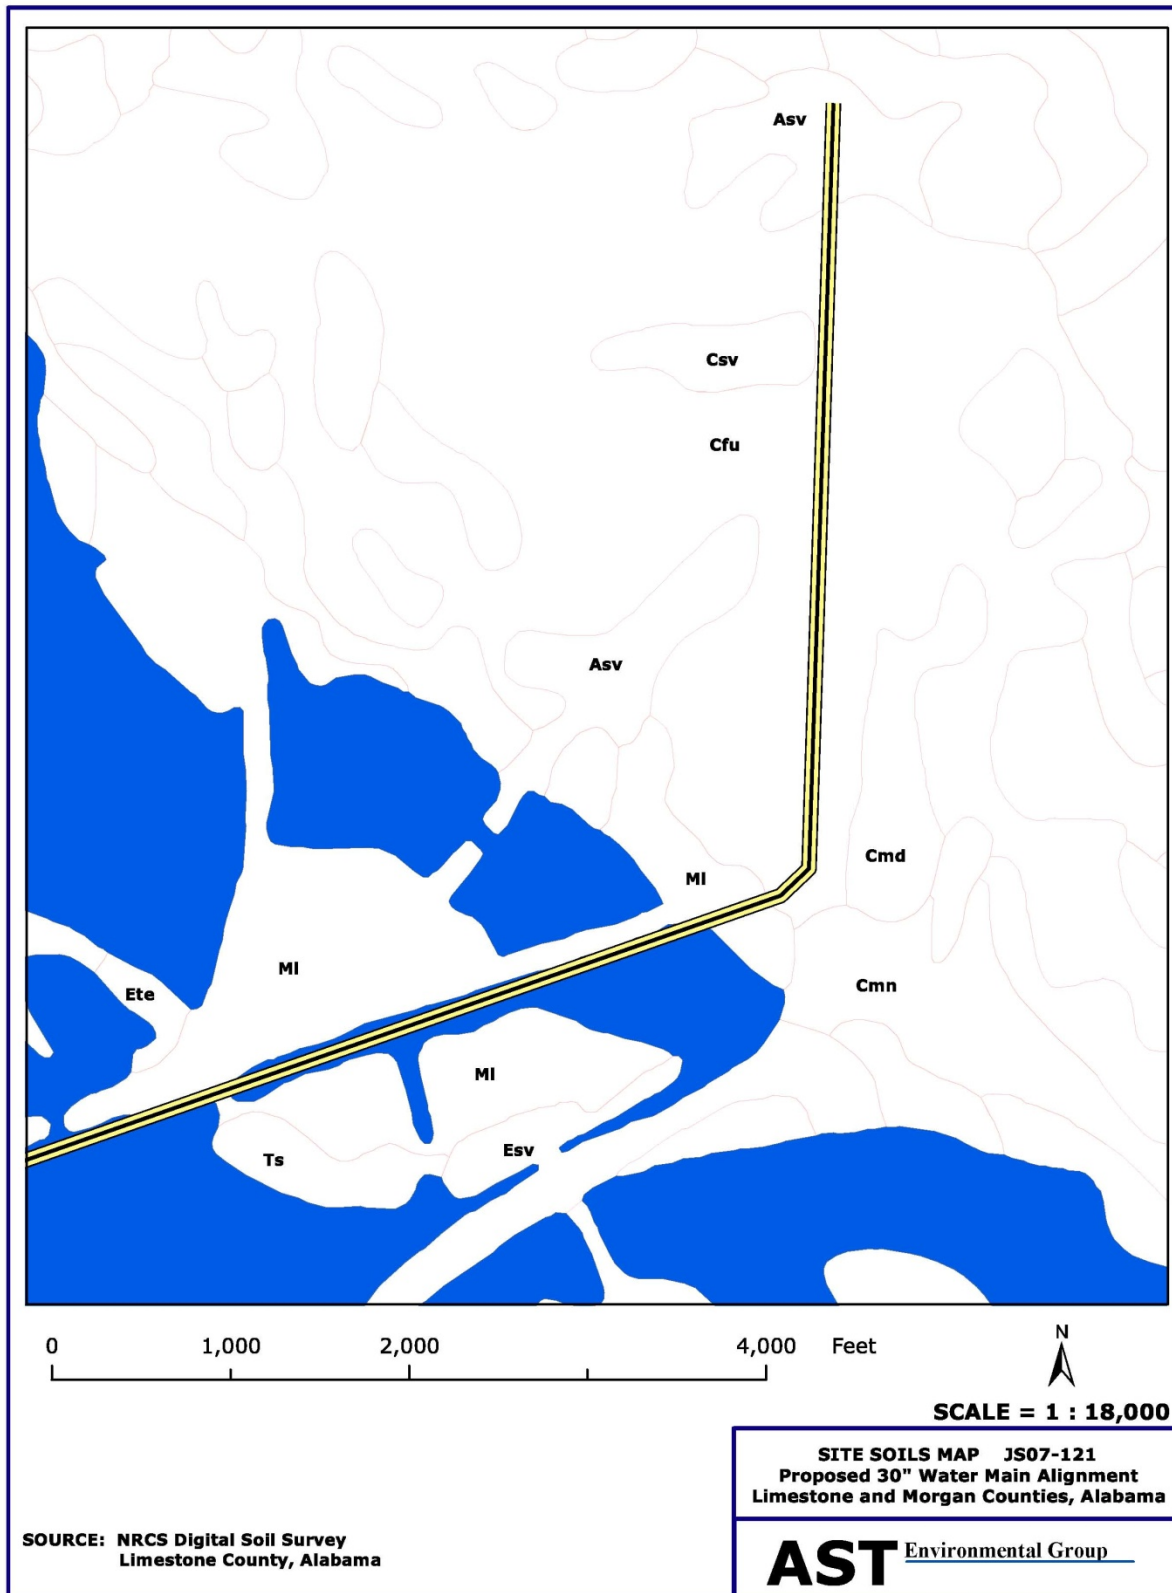 Asv
Csv
Cfu
Asv
Cmd
Ml
Ml
Cmn
Ete
Ml
Esv
Ts
0 1,000 2,000 4,000 Feet
N
SCALE = 1 : 18,000
SITE SOILS MAP JS07-121
Proposed 30" Water Main Alignment
Limestone and Morgan Counties, Alabama
SOURCE: NRCS Digital Soil Survey
Limestone County, Alabama
AST Environmental Group